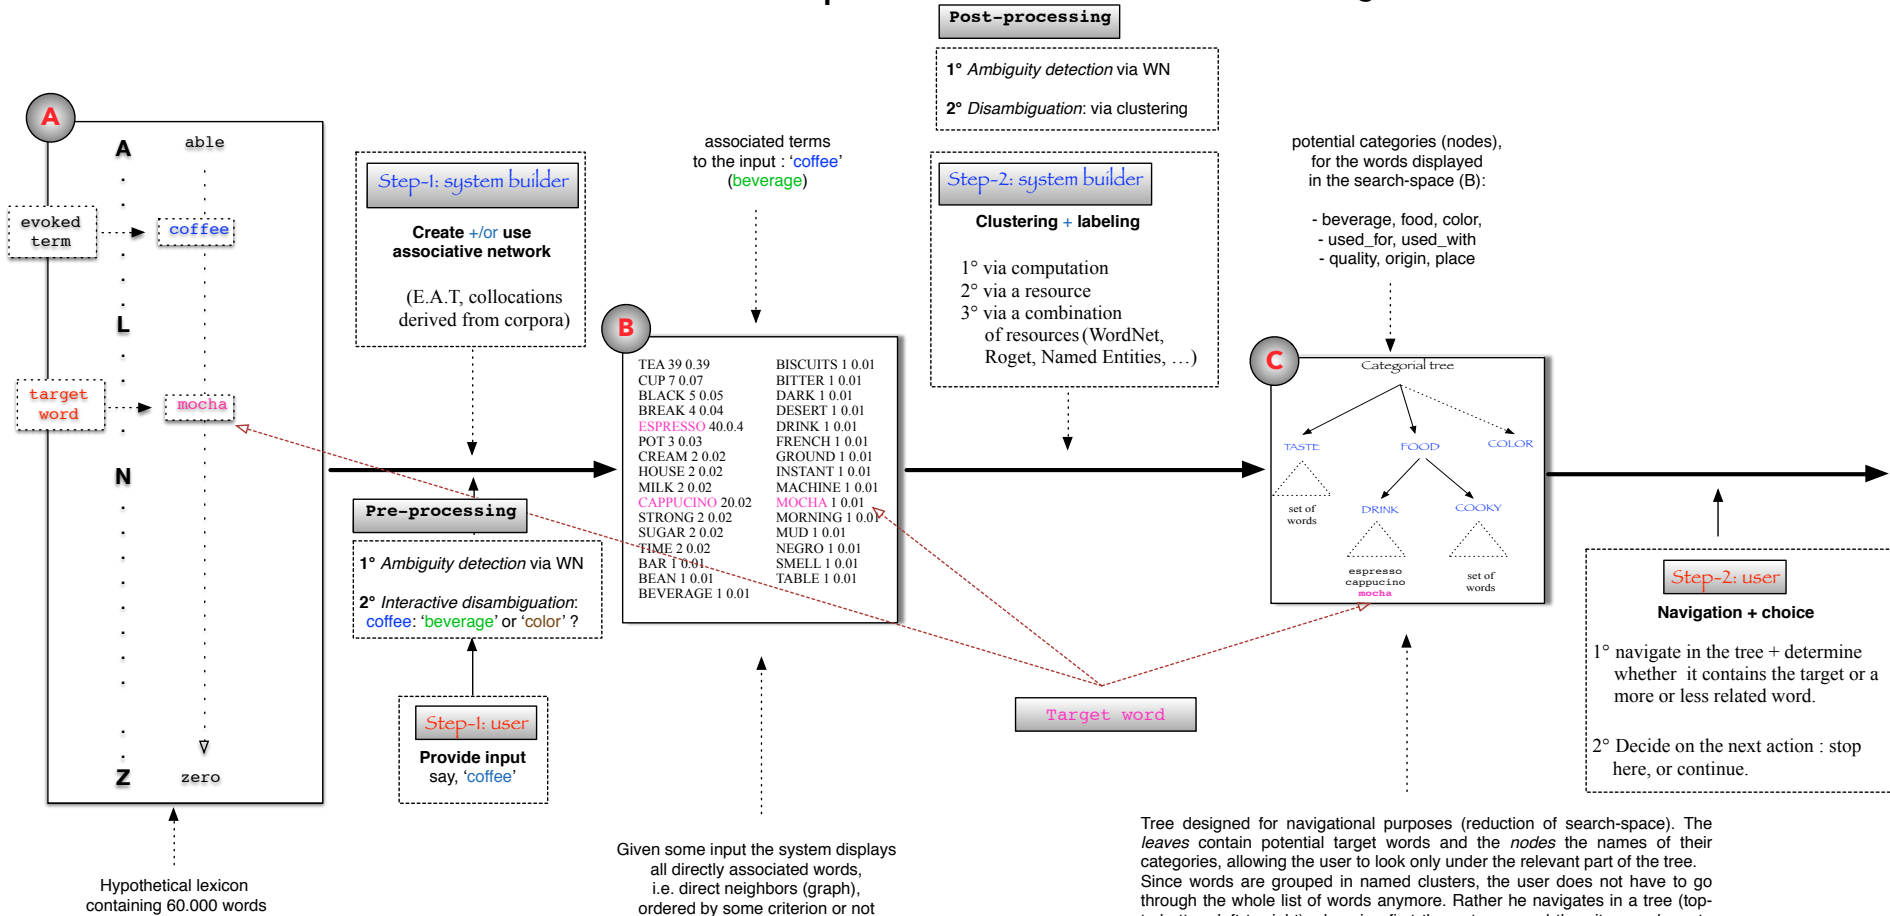 Post-processing
1° Ambiguity detection via WN
2° Disambiguation: via clustering
A
A
able
evoked
term
coffee
L
target
word
mocha
N
Z
zero
Hypothetical lexicon
containing 60.000 words
Step-1: system builder
Create +/or use
associative network
(E.A.T, collocations
derived from corpora)
Pre-processing
1° Ambiguity detection via WN
2° Interactive disambiguation:
coffee: ‘beverage’ or ‘color’ ?
Step-1: user
Provide input
say, ‘coffee’
associated terms
to the input : ‘coffee’
(beverage)
B
TEA 39 0.39
CUP 7 0.07
BLACK 5 0.05
BREAK 4 0.04
ESPRESSO 40.0.4
POT 3 0.03
CREAM 2 0.02
HOUSE 2 0.02
MILK 2 0.02
CAPPUCINO 20.02
STRONG 2 0.02
SUGAR 2 0.02
TIME 2 0.02
BAR 1 0.01
BEAN 1 0.01
BEVERAGE 1 0.01
BISCUITS 1 0.01
BITTER 1 0.01
DARK 1 0.01
DESERT 1 0.01
DRINK 1 0.01
FRENCH 1 0.01
GROUND 1 0.01
INSTANT 1 0.01
MACHINE 1 0.01
MOCHA 1 0.01
MORNING 1 0.01
MUD 1 0.01
NEGRO 1 0.01
SMELL 1 0.01
TABLE 1 0.01
Given some input the system displays
all directly associated words,
i.e. direct neighbors (graph),
ordered by some criterion or not
Step-2: system builder
Clustering + labeling
1° via computation
2° via a resource
3° via a combination
of resources (WordNet,
Roget, Named Entities, …)
Target word
potential categories (nodes),
for the words displayed
in the search-space (B):
- beverage, food, color,
- used_for, used_with
- quality, origin, place
C
Categorial tree
TASTE
FOOD
COLOR
set of
words
DRINK
COOKY
espresso
cappucino
mocha
set of
words
Tree designed for navigational purposes (reduction of search-space). The
leaves contain potential target words and the nodes the names of their
categories, allowing the user to look only under the relevant part of the tree.
Since words are grouped in named clusters, the user does not have to go
through the whole list of words anymore. Rather he navigates in a tree (top-
Step-2: user
Navigation + choice
1° navigate in the tree + determine
whether it contains the target or a
more or less related word.
2° Decide on the next action : stop
here, or continue.